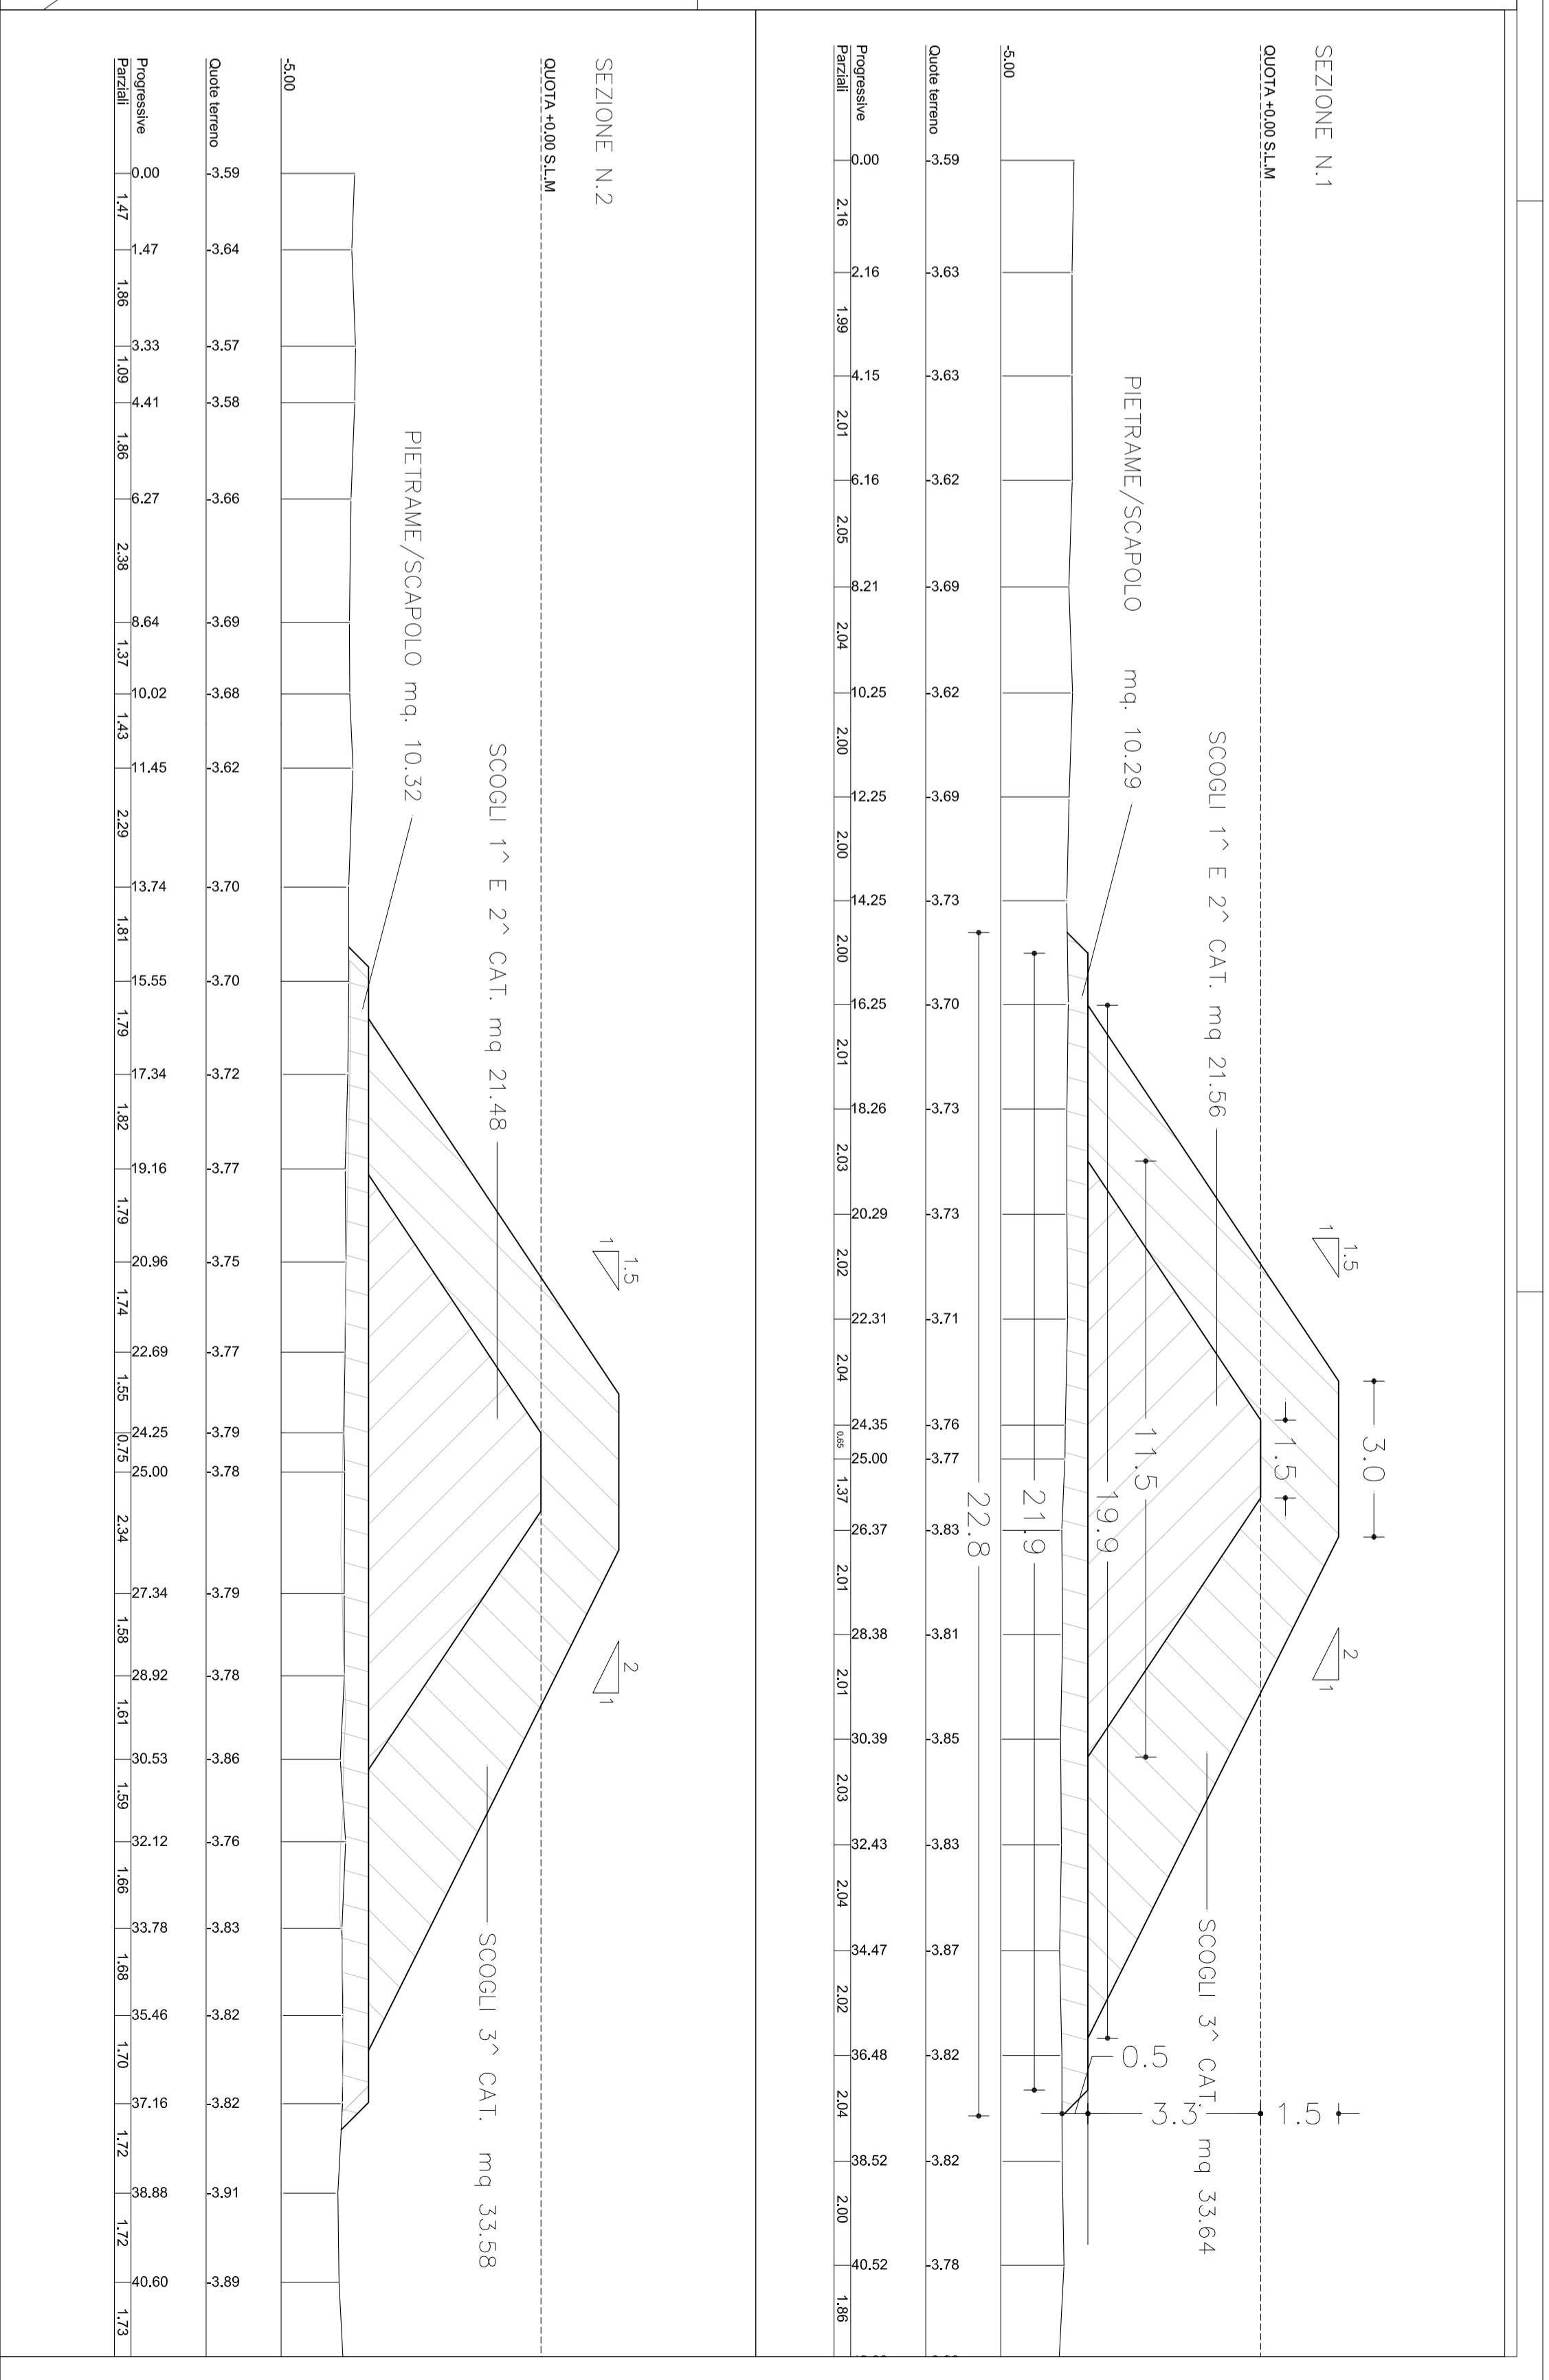 SEZIONE N.1
3.0
1.5
1
2
1
QUOTA +0.00 S.L.M
1.5
1.5
SCOGLI 1^ E 2^ CAT. mq 21.56
SCOGLI 3^ CAT. mq 33.64
3.3
11.5
PIETRAME/SCAPOLO mq. 10.29
0.5
19.9
21.9
22.8
-5.00
Quote terreno -3.59 -3.63 -3.63 -3.62 -3.69 -3.62 -3.69 -3.73 -3.70 -3.73 -3.73 -3.71 -3.76 -3.77 -3.83 -3.81 -3.85 -3.83 -3.87 -3.82 -3.82 -3.78
Progressive 0.00 2.16 4.15 6.16 8.21 10.25 12.25 14.25 16.25 18.26 20.29 22.31 24.35 25.00 26.37 28.38 30.39 32.43 34.47 36.48 38.52 40.52
Parziali 2.16 1.99 2.01 2.05 2.04 2.00 2.00 2.00 2.01 2.03 2.02 2.04 0.65 1.37 2.01 2.01 2.03 2.04 2.02 2.04 2.00 1.86
SEZIONE N.2
1.5
1
2
1
QUOTA +0.00 S.L.M
SCOGLI 1^ E 2^ CAT. mq 21.48
SCOGLI 3^ CAT. mq 33.58
PIETRAME/SCAPOLO mq. 10.32
-5.00
Quote terreno -3.59 -3.64 -3.57 -3.58 -3.66 -3.69 -3.68 -3.62 -3.70 -3.70 -3.72 -3.77 -3.75 -3.77 -3.79 -3.78 -3.79 -3.78 -3.86 -3.76 -3.83 -3.82 -3.82 -3.91 -3.89
Progressive 0.00 1.47 3.33 4.41 6.27 8.64 10.02 11.45 13.74 15.55 17.34 19.16 20.96 22.69 24.25 25.00 27.34 28.92 30.53 32.12 33.78 35.46 37.16 38.88 40.60
Parziali 1.47 1.86 1.09 1.86 2.38 1.37 1.43 2.29 1.81 1.79 1.82 1.79 1.74 1.55 0.75 2.34 1.58 1.61 1.59 1.66 1.68 1.70 1.72 1.72 1.73